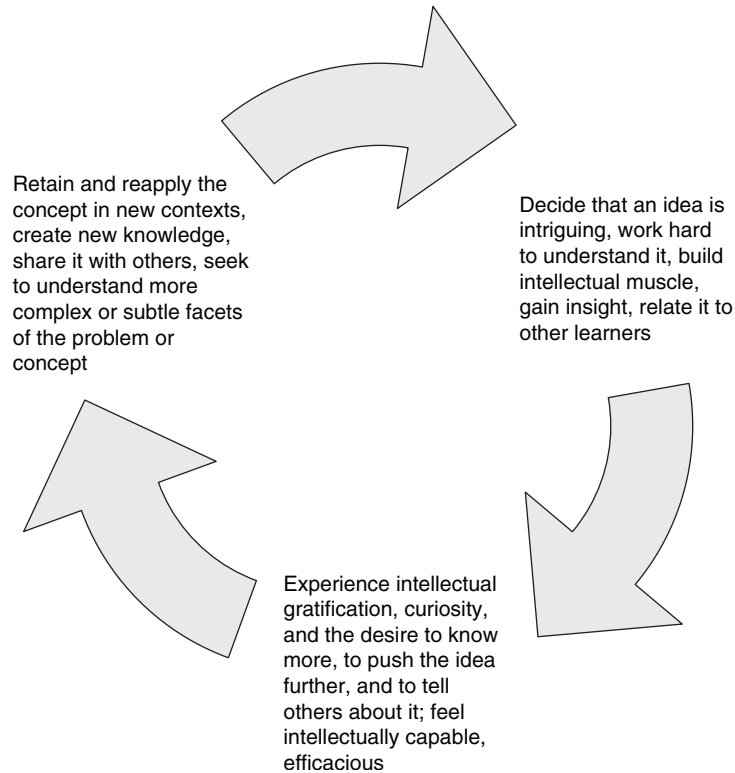 Retain and reapply the
concept in new contexts,
create new knowledge,
share it with others, seek
to understand more
complex or subtle facets
of the problem or
concept
Decide that an idea is
intriguing, work hard
to understand it, build
intellectual muscle,
gain insight, relate it to
other learners
Experience intellectual
gratification, curiosity,
and the desire to know
more, to push the idea
further, and to tell
others about it; feel
intellectually capable,
efficacious